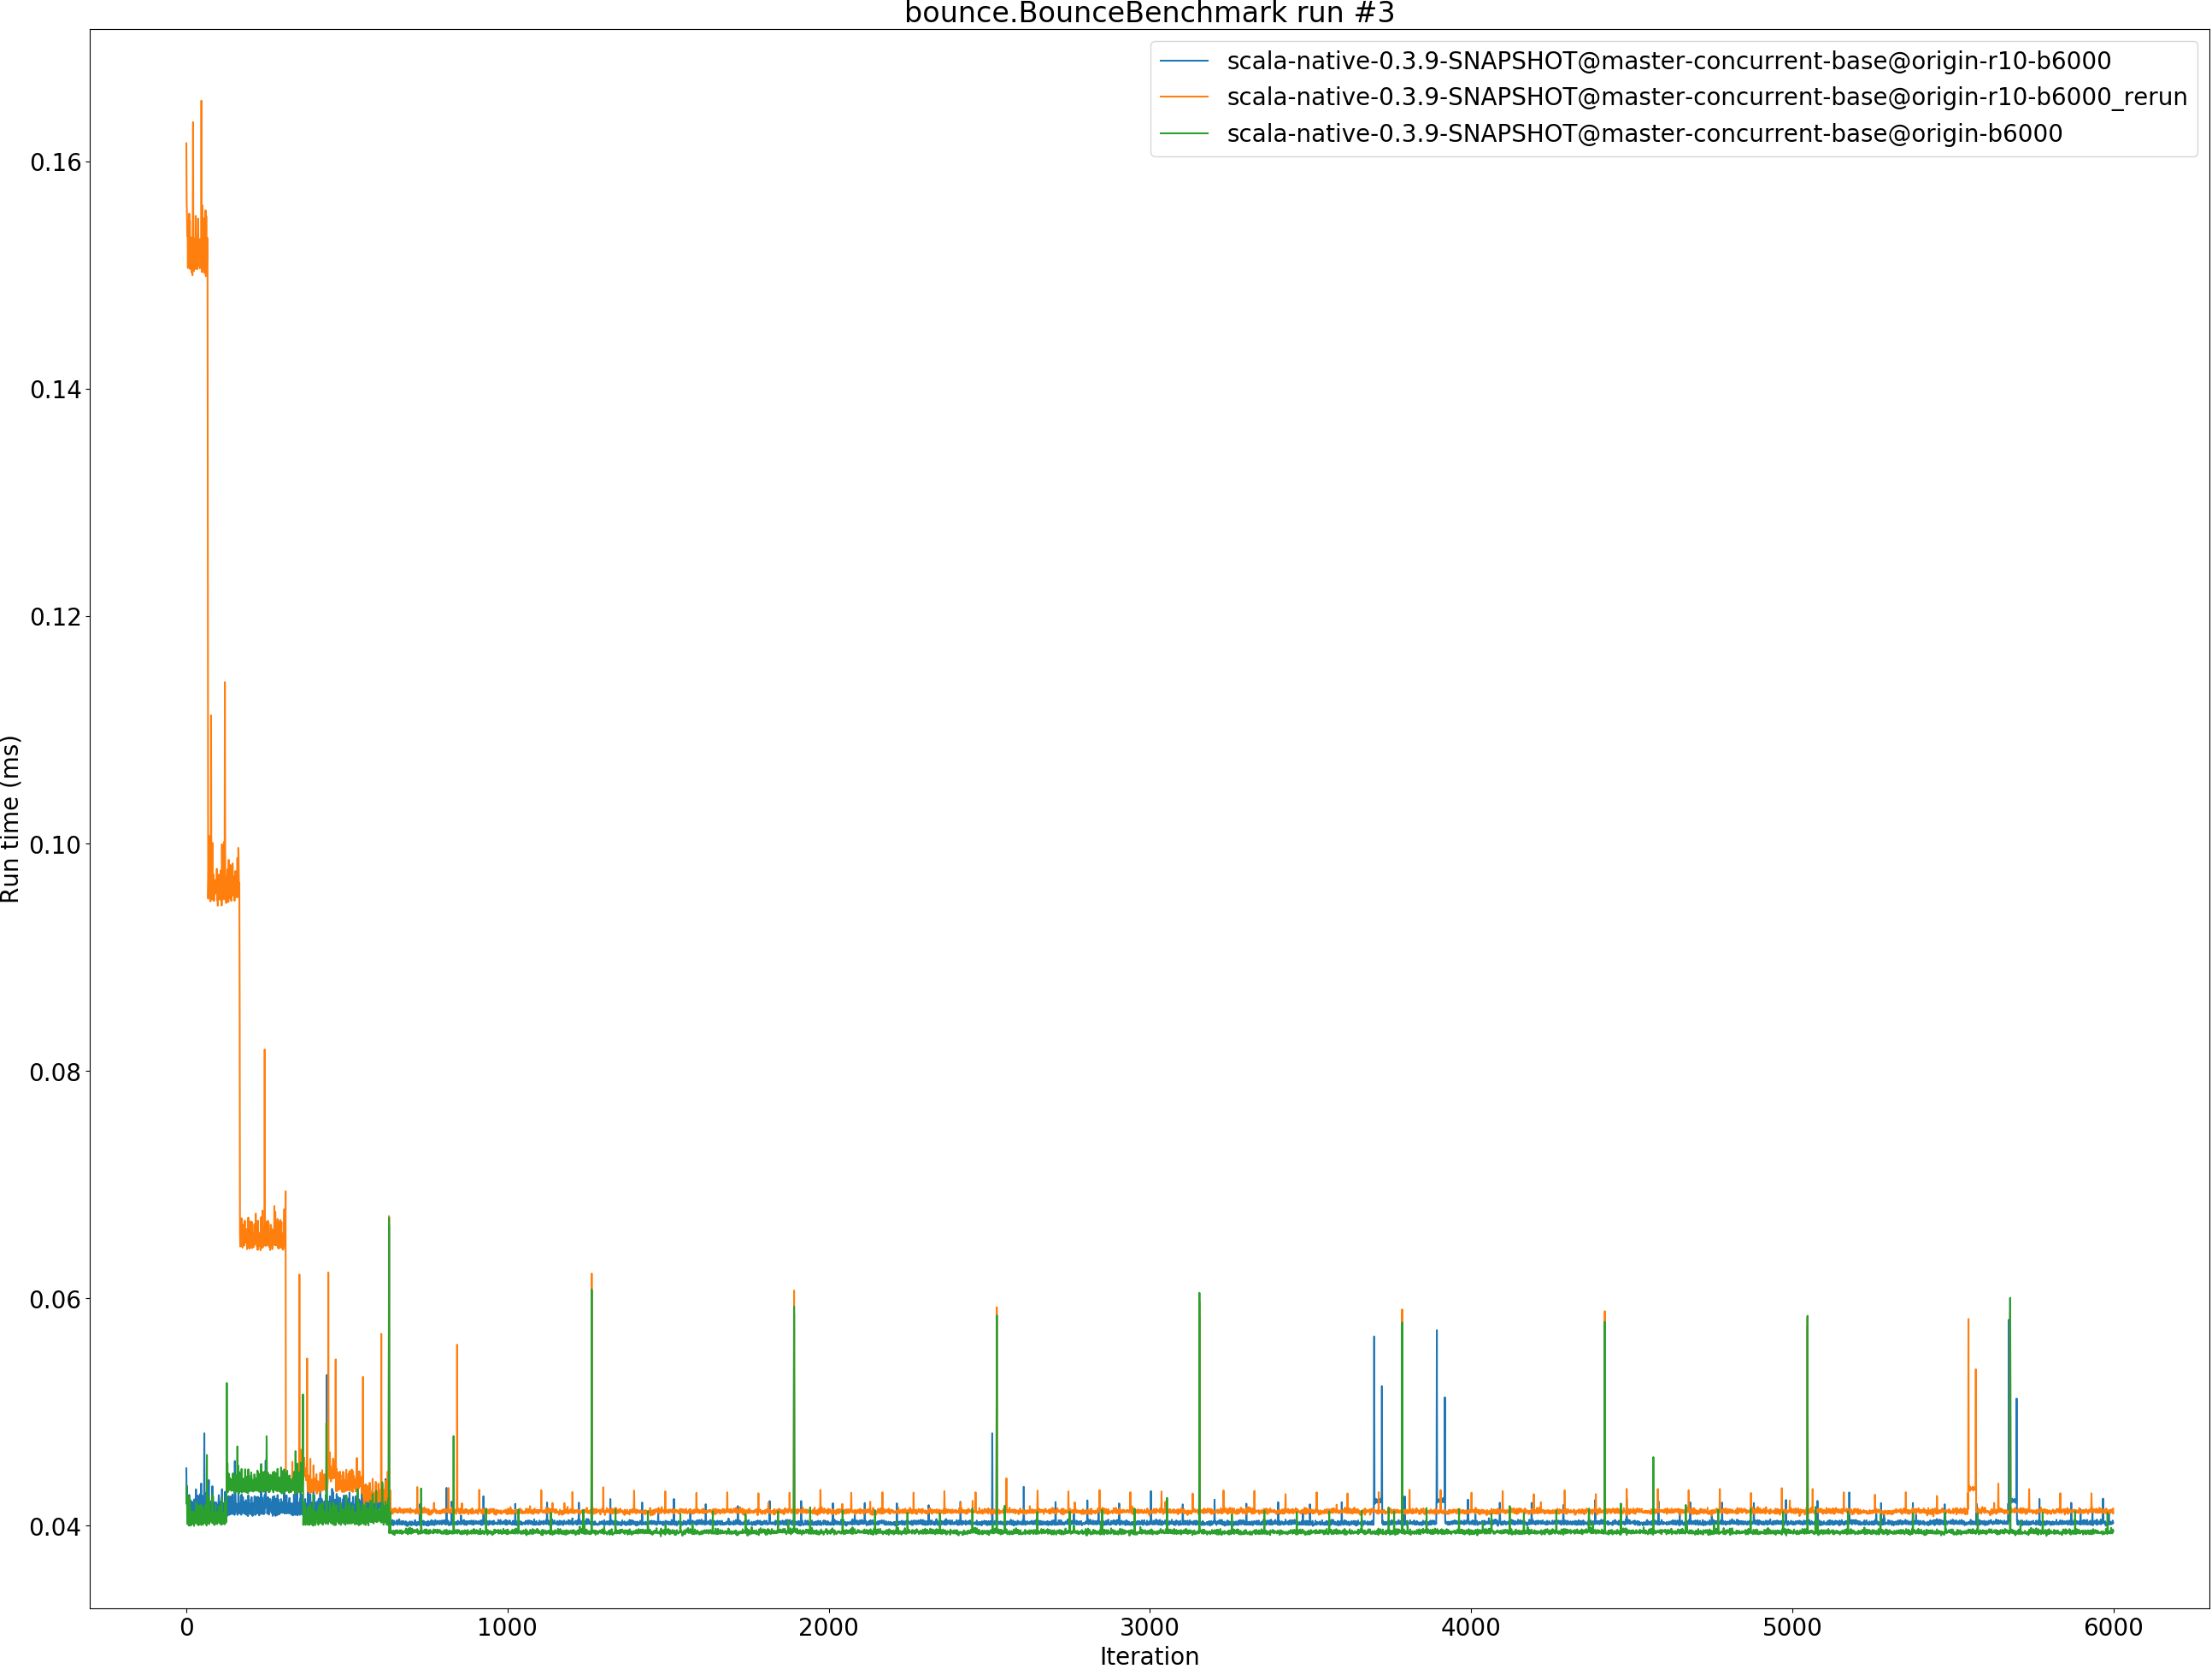 bounce.BounceBenchmark run #3
scala-native-0.3.9-SNAPSHOT@master-concurrent-base@origin-r10-b6000
scala-native-0.3.9-SNAPSHOT@master-concurrent-base@origin-r10-b6000_rerun
scala-native-0.3.9-SNAPSHOT@master-concurrent-base@origin-b6000
Run time (ms)
0.16
0.14
0.12
0.10
0.08
0.06
0.04
0 1000 2000 3000 4000 5000 6000
Iteration